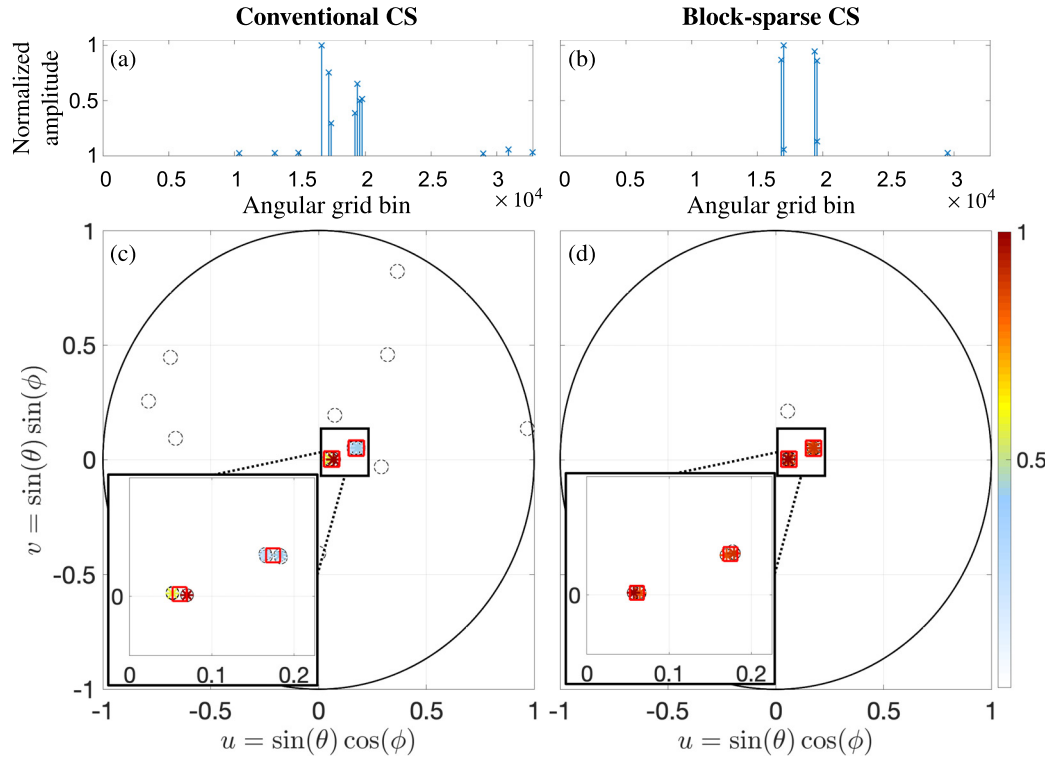 Conventional CS
Block-sparse CS
Normalized
amplitude
(a)
1
0.5
1
0 0.5 1 1.5 2 2.5 3
× 10^4
Angular grid bin
(b)
0 0.5 1 1.5 2 2.5 3
× 10^4
Angular grid bin
(c)
v = sin(θ) sin(ϕ)
1
0.5
0
-0.5
-1
0
0 0.1 0.2
-1 -0.5 0 0.5 1
u = sin(θ) cos(ϕ)
(d)
0
0 0.1 0.2
-1 -0.5 0 0.5 1
u = sin(θ) cos(ϕ)
1
0.5